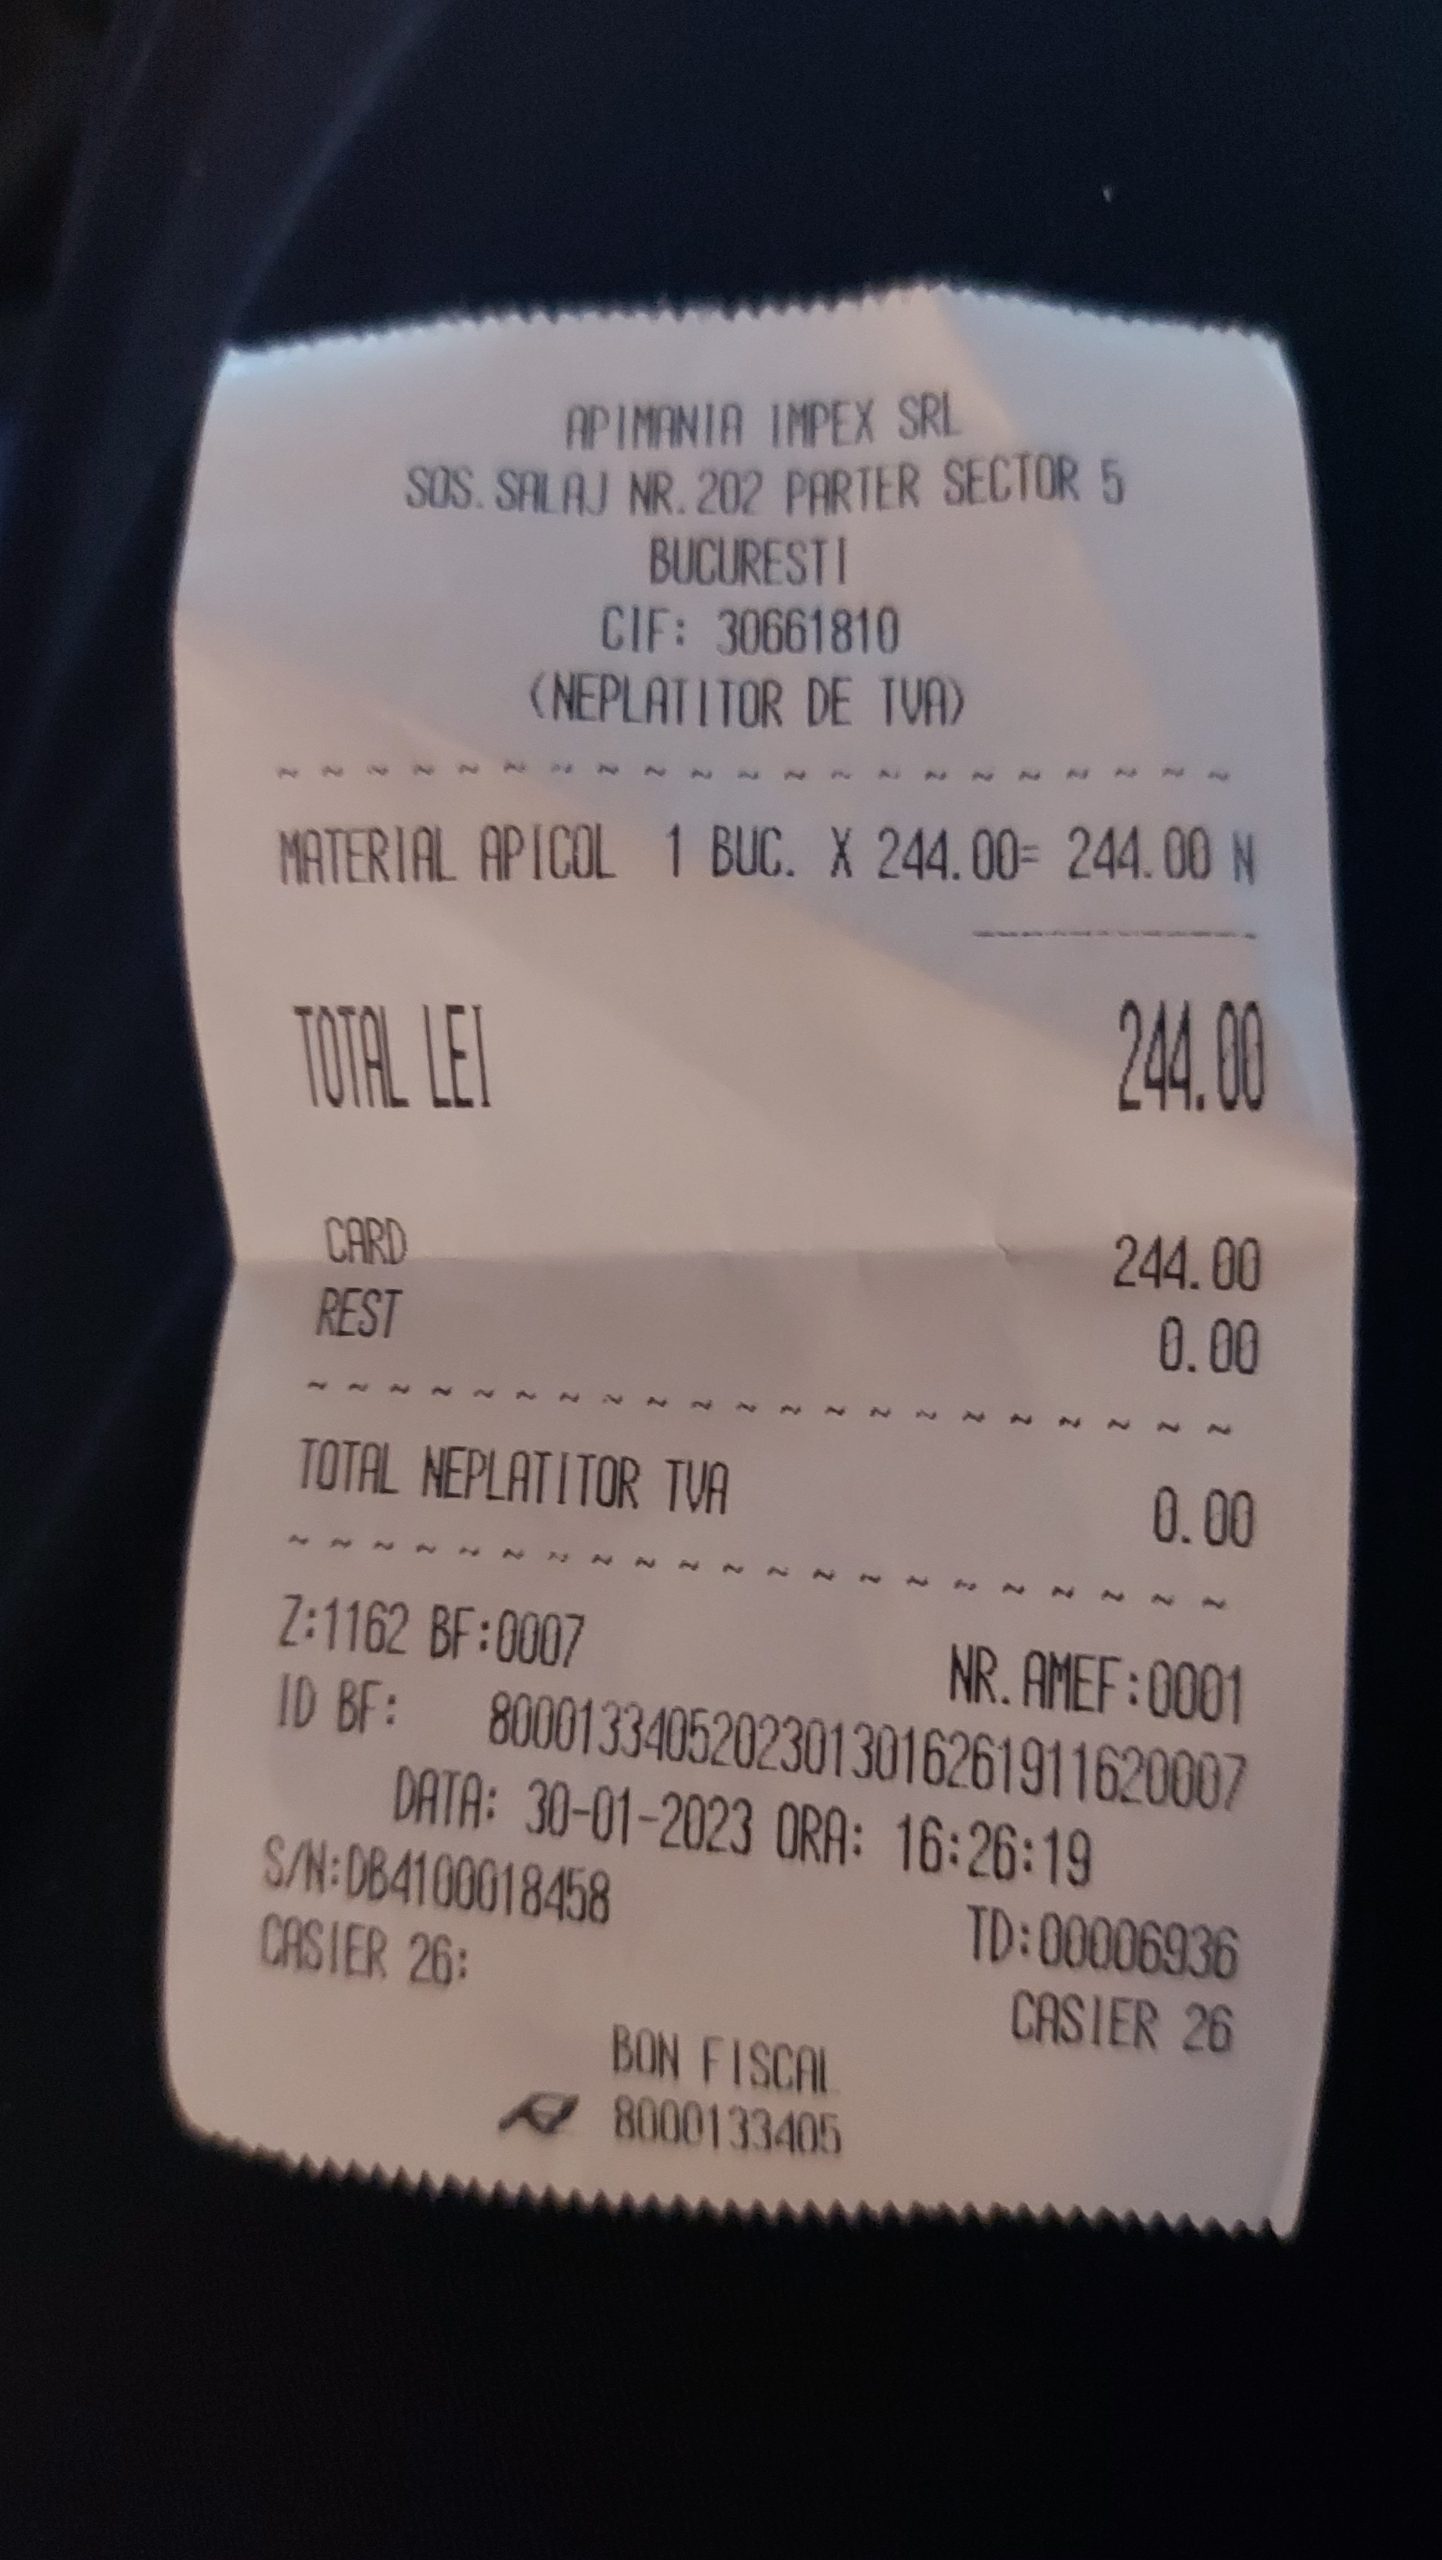 APIMANIA IMPEX SRL
SOS. SALAJ NR. 202 PARTER SECTOR 5
BUCURESTI
CIF: 30661810
(NEPLATITOR DE TVA)
~ ~ ~ ~ ~ ~ ~ ~ ~ ~ ~ ~ ~ ~ ~ ~ ~ ~ ~ ~ ~
MATERIAL APICOL 1 BUC. X 244.00= 244.00 N
TOTAL LEI 244.00
CARD 244.00
REST 0.00
~ ~ ~ ~ ~ ~ ~ ~ ~ ~ ~ ~ ~ ~ ~ ~ ~ ~ ~ ~ ~
TOTAL NEPLATITOR TVA 0.00
~ ~ ~ ~ ~ ~ ~ ~ ~ ~ ~ ~ ~ ~ ~ ~ ~ ~ ~ ~ ~
Z:1162 BF:0007 NR.AMEF:0001
ID BF: 80001334052023013016261911620007
DATA: 30-01-2023 ORA: 16:26:19
S/N:DB4100018458 TD:00006936
CASIER 26: CASIER 26
BON FISCAL
8000133405